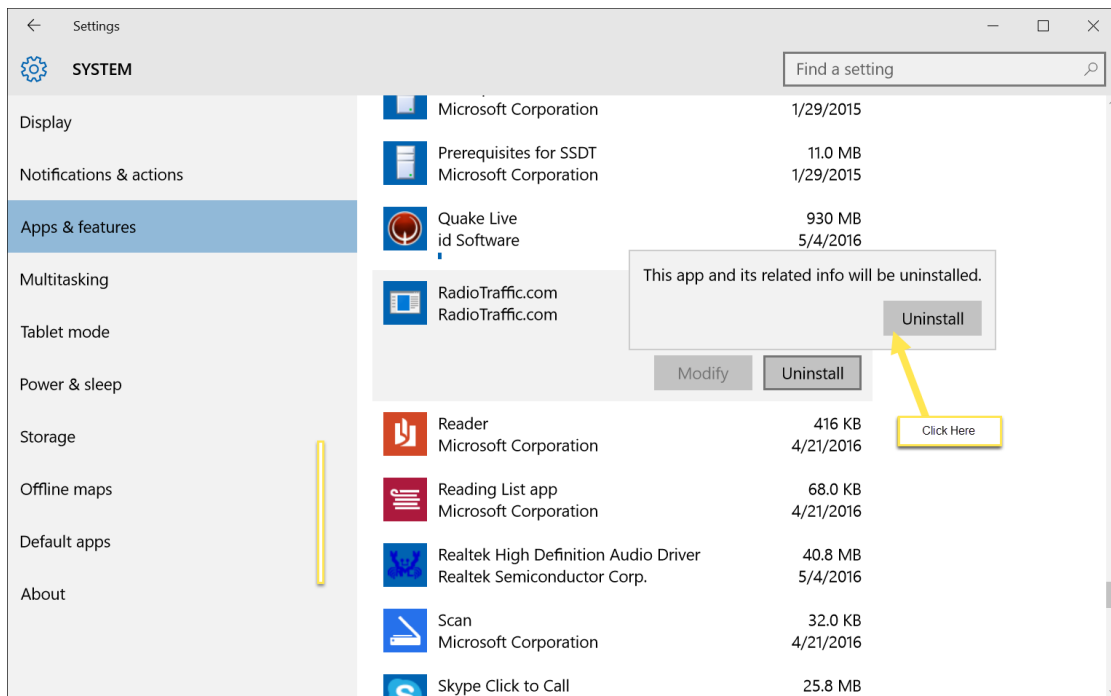 Settings
SYSTEM
Find a setting
Display
Notifications & actions
Apps & features
Multitasking
Tablet mode
Power & sleep
Storage
Offline maps
Default apps
About
Microsoft Corporation 1/29/2015
Prerequisites for SSDT 11.0 MB
Microsoft Corporation 1/29/2015
Quake Live 930 MB
id Software 5/4/2016
RadioTraffic.com
RadioTraffic.com
This app and its related info will be uninstalled.
Uninstall
Modify Uninstall
Click Here
Reader 416 KB
Microsoft Corporation 4/21/2016
Reading List app 68.0 KB
Microsoft Corporation 4/21/2016
Realtek High Definition Audio Driver 40.8 MB
Realtek Semiconductor Corp. 5/4/2016
Scan 32.0 KB
Microsoft Corporation 4/21/2016
Skype Click to Call 25.8 MB